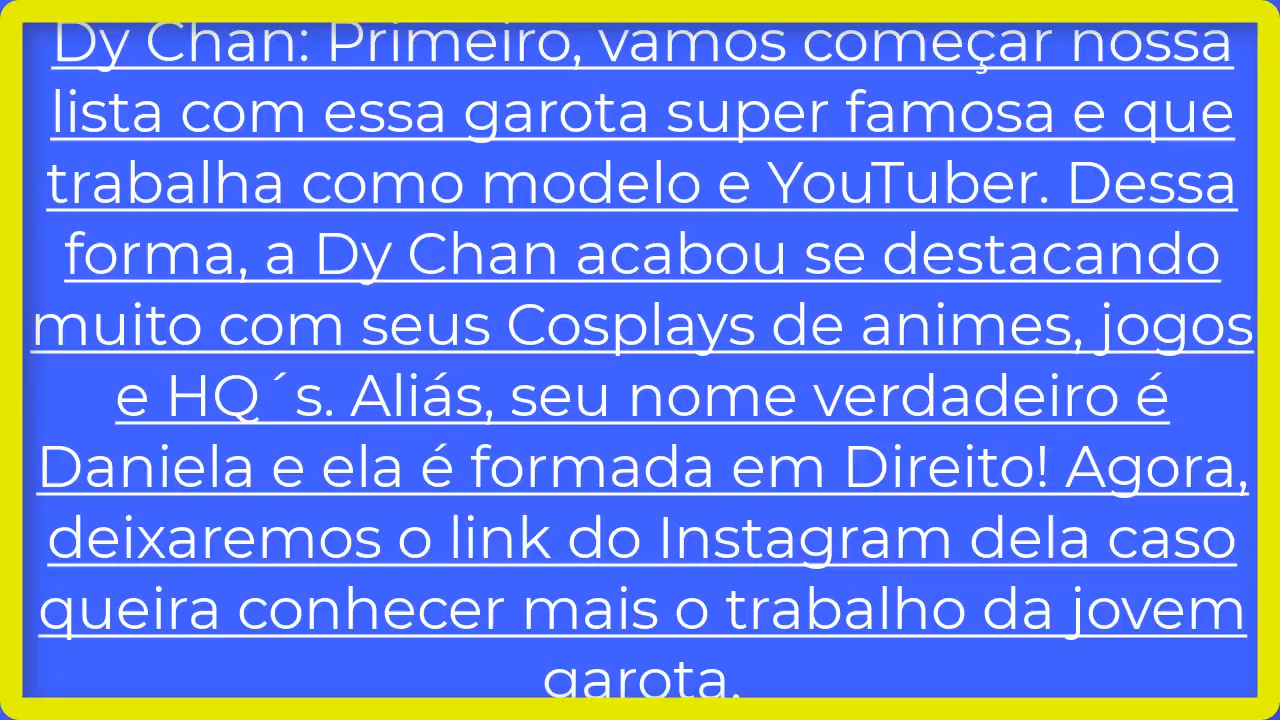 Dy Chan: Primeiro, vamos começar nossa
lista com essa garota super famosa e que
trabalha como modelo e YouTuber. Dessa
forma, a Dy Chan acabou se destacando
muito com seus Cosplays de animes, jogos
e HQ´s. Aliás, seu nome verdadeiro é
Daniela e ela é formada em Direito! Agora,
deixaremos o link do Instagram dela caso
queira conhecer mais o trabalho da jovem
garota.